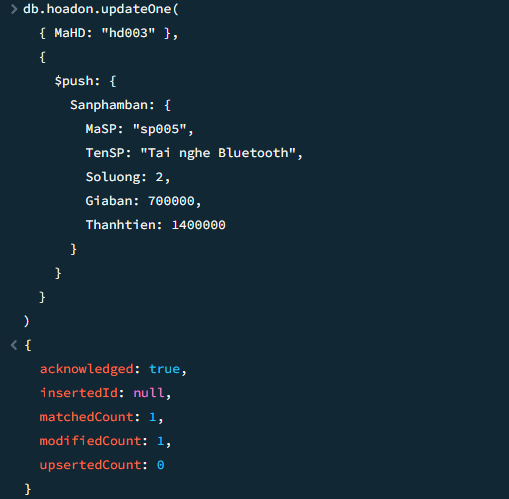 > db.hoadon.updateOne(
{ MaHD: "hd003" },
{
$push: {
Sanphamban: {
MaSP: "sp005",
TenSP: "Tai nghe Bluetooth",
Soluong: 2,
Giaban: 700000,
Thanhtien: 1400000
}
}
}
)
< {
acknowledged: true,
insertedId: null,
matchedCount: 1,
modifiedCount: 1,
upsertedCount: 0
}